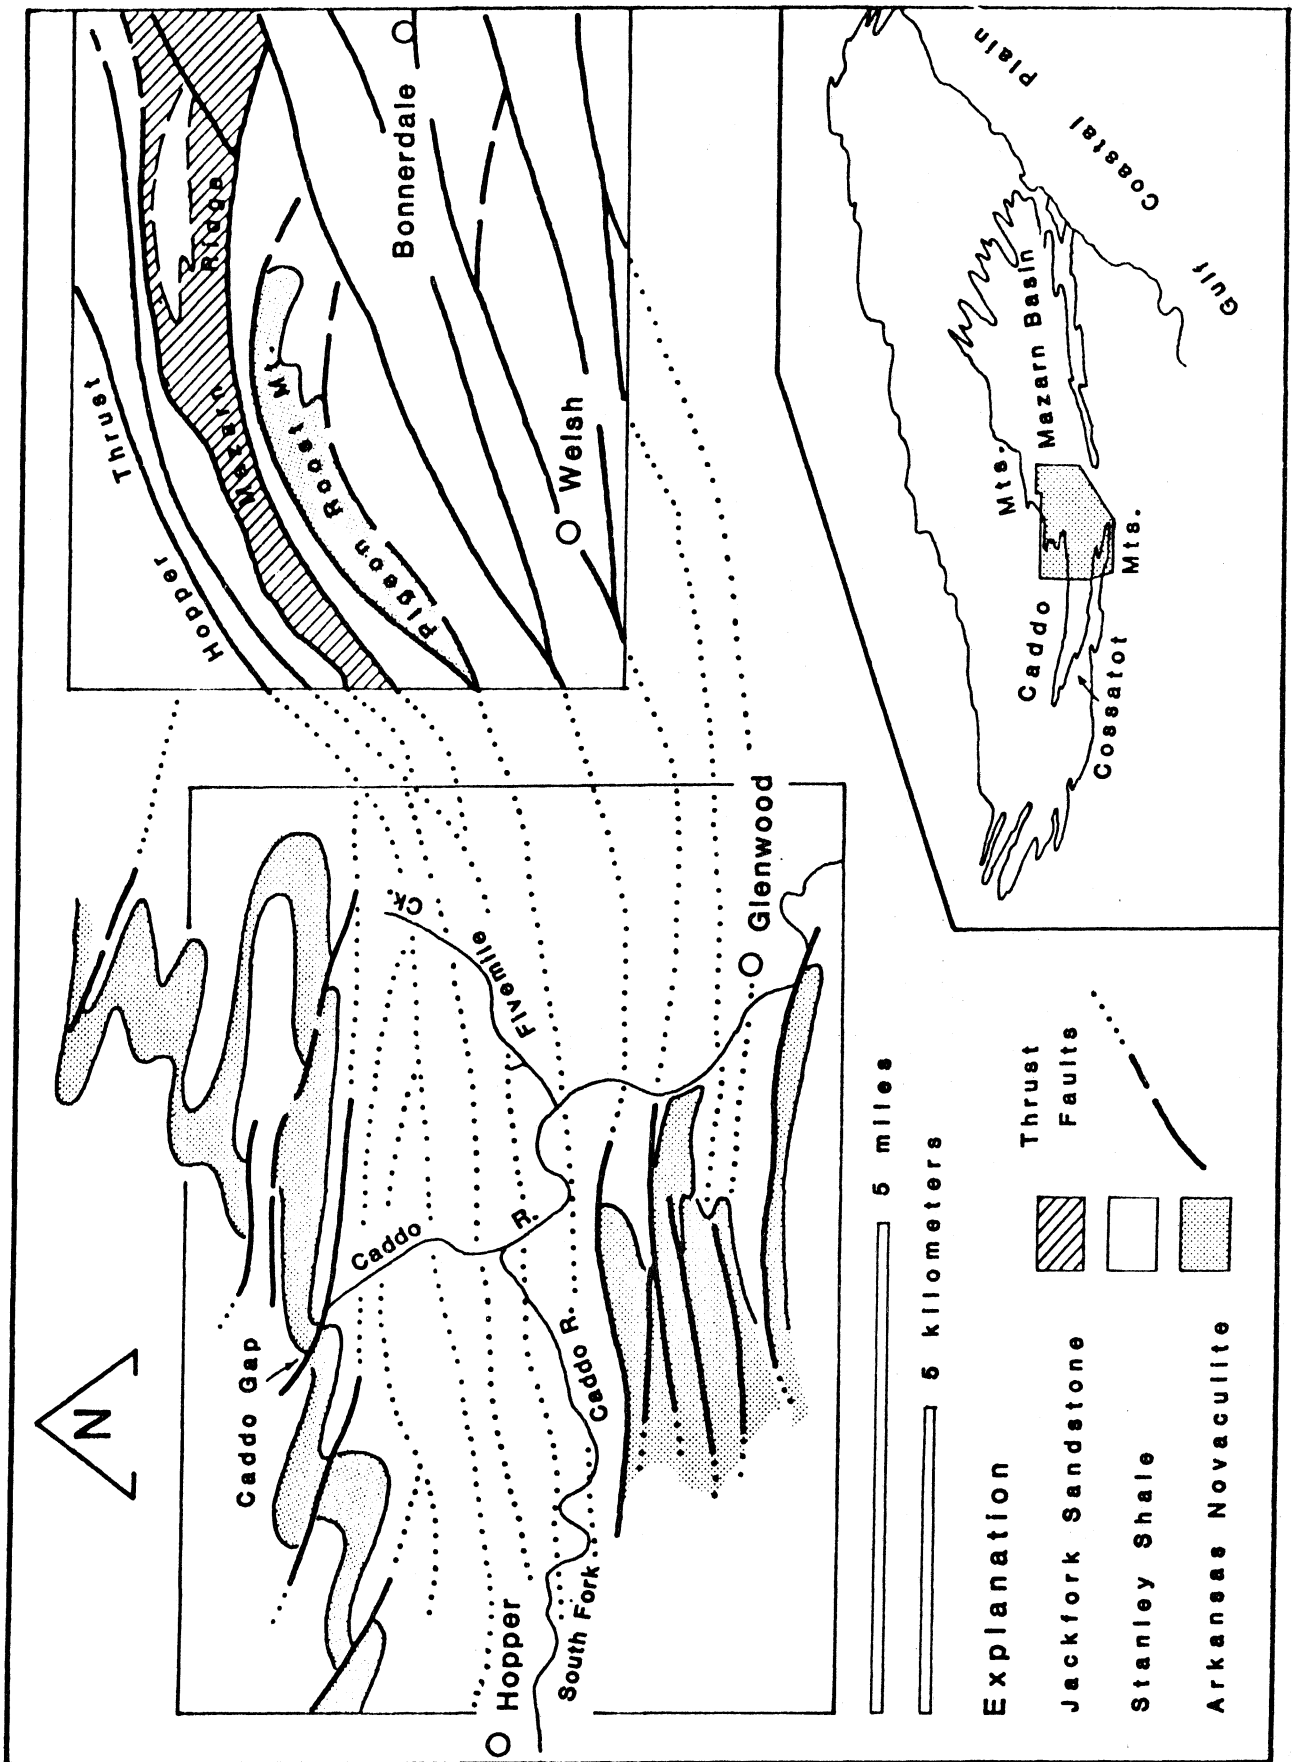 N
Caddo Gap
Caddo
R.
Fivemile
Ck.
Caddo R.
South Fork
Hopper
Glenwood
Hopper
Thrust
Mazarn
Ridge
Pigeon Roost Mt.
Bonnerdale
Welsh
5 miles
5 kilometers
Explanation
Jackfork Sandstone
Stanley Shale
Arkansas Novaculite
Thrust
Faults
Caddo
Mts.
Mazarn Basin
Cossatot
Mts.
Gulf
Coastal
Plain